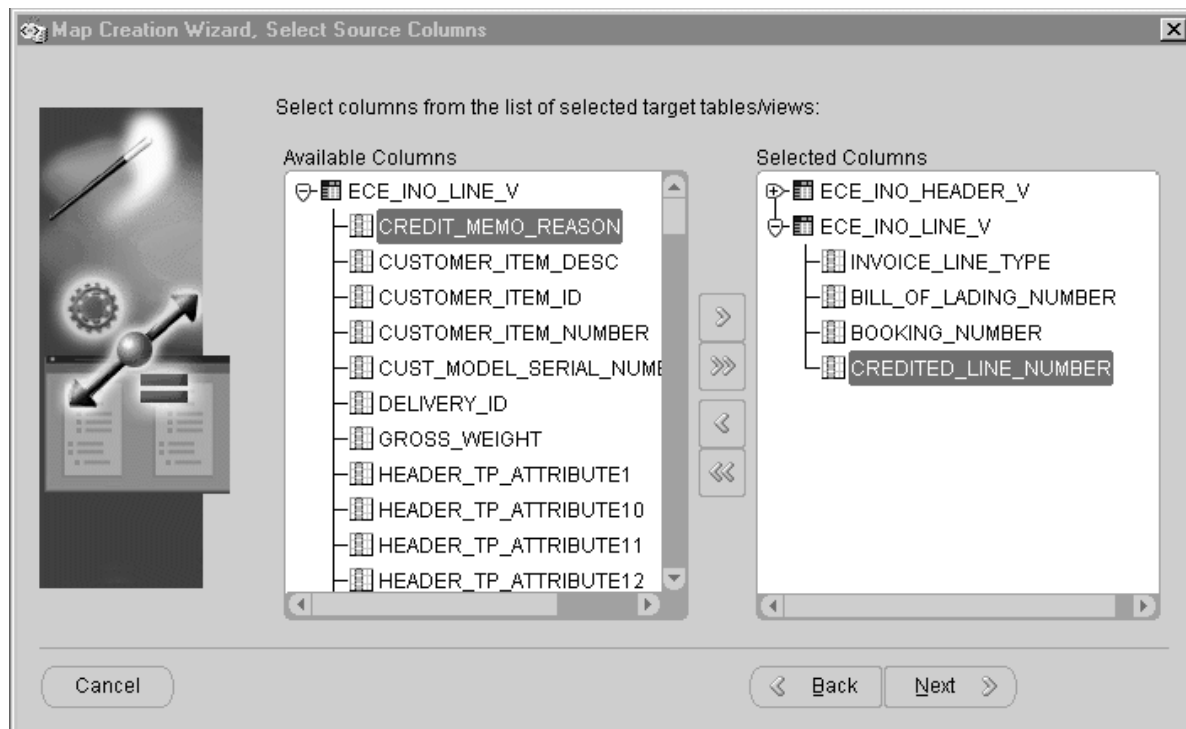 Map Creation Wizard, Select Source Columns
Select columns from the list of selected target tables/views:
Available Columns
ECE_INO_LINE_V
CREDIT_MEMO_REASON
CUSTOMER_ITEM_DESC
CUSTOMER_ITEM_ID
CUSTOMER_ITEM_NUMBER
CUST_MODEL_SERIAL_NUME
DELIVERY_ID
GROSS_WEIGHT
HEADER_TP_ATTRIBUTE1
HEADER_TP_ATTRIBUTE10
HEADER_TP_ATTRIBUTE11
HEADER_TP_ATTRIBUTE12
Selected Columns
ECE_INO_HEADER_V
ECE_INO_LINE_V
INVOICE_LINE_TYPE
BILL_OF_LADING_NUMBER
BOOKING_NUMBER
CREDITED_LINE_NUMBER
Cancel
Back
Next